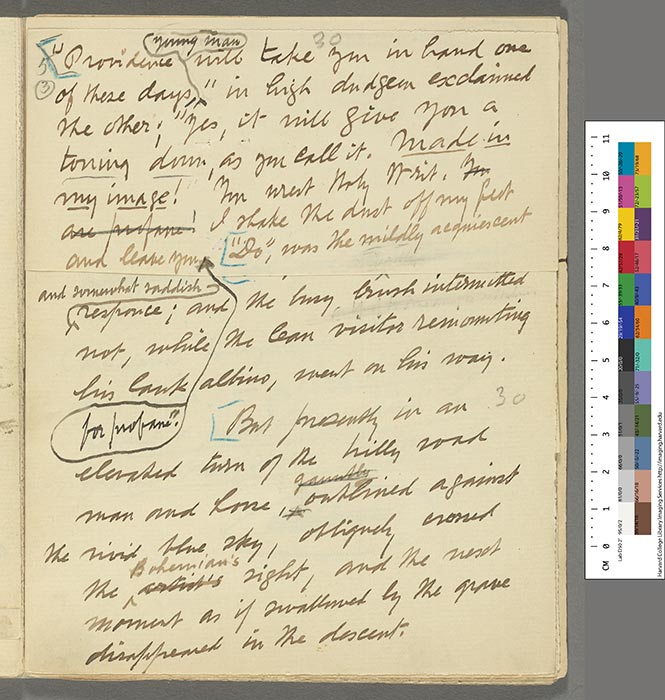 30
young man
"Providence will take you in hand one
5
3
of these days," in high dudgeon exclaimed
the other; "Yes, it will give you a
toning down, as you call it. Made in
my image! You wrest Holy Writ. You
are profane! I shake the dust off my feet
and leave you
"Do", was the mildly acquiescent
and somewhat saddish
responce; and the busy brush intermitted
not, while the lean visitor remounting
his lank albino, went on his way.
for profane."
30
But presently in an
elevated turn of the hilly road
gauntly
man and horse, outlined against
the vivid blue sky, obliquely crossed
Bohemian's
the artist's sight, and the next
moment as if swallowed by the grave
disappeared in the descent.
CM 0 1 2 3 4 5 6 7 8 9 10 11
Harvard College Library Imaging Services http://imaging.harvard.edu